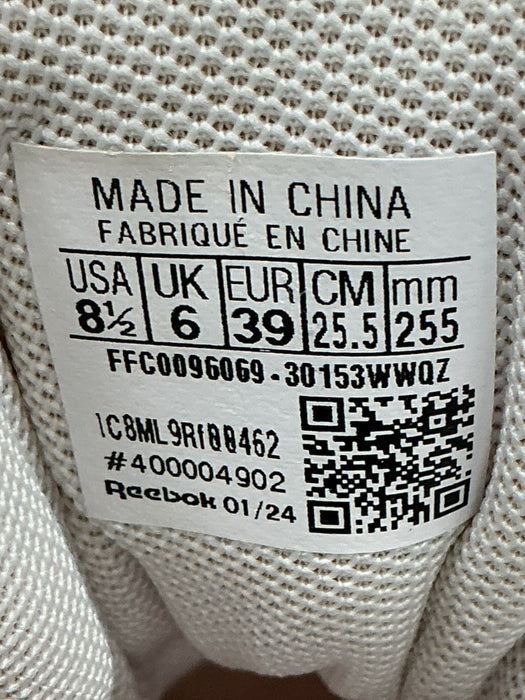 MADE IN CHINA
FABRIQUÉ EN CHINE
USA UK EUR CM mm
8½ 6 39 25.5 255
FFC0096069-30153WWQZ
#400004902
Reebok 01/24